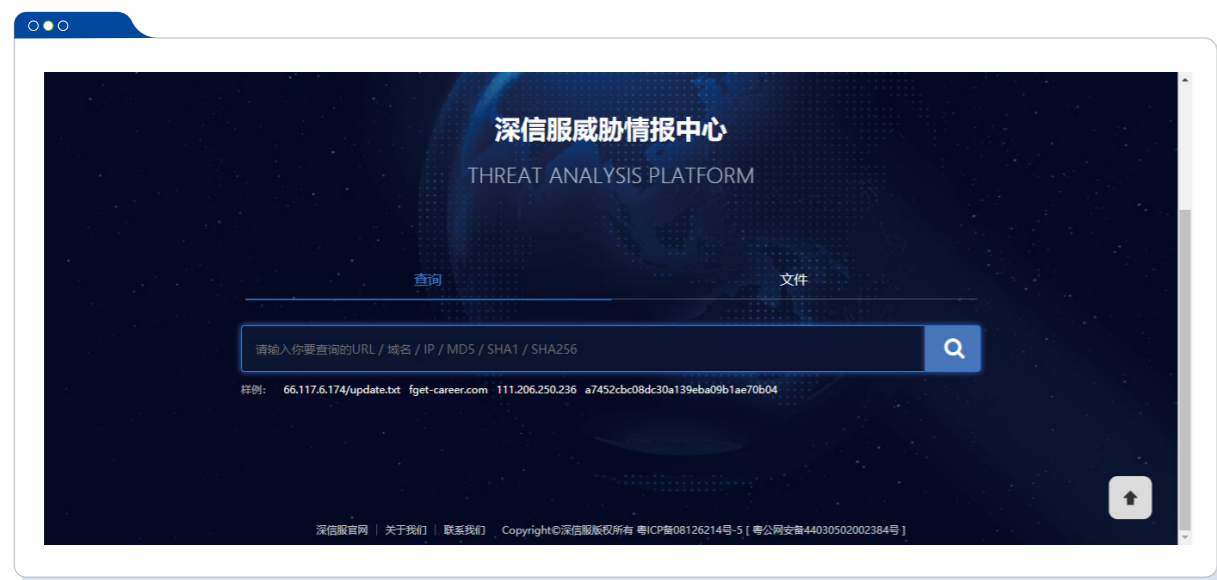 深信服威胁情报中心
THREAT ANALYSIS PLATFORM
查询 文件
请输入你要查询的URL / 域名 / IP / MD5 / SHA1 / SHA256
样例: 66.117.6.174/update.txt fget-career.com 111.206.250.236 a7452cbc08dc30a139eba09b1ae70b04
深信服官网 | 关于我们 | 联系我们 Copyright©深信服版权所有 粤ICP备08126214号-5 [ 粤公网安备44030502002384号 ]